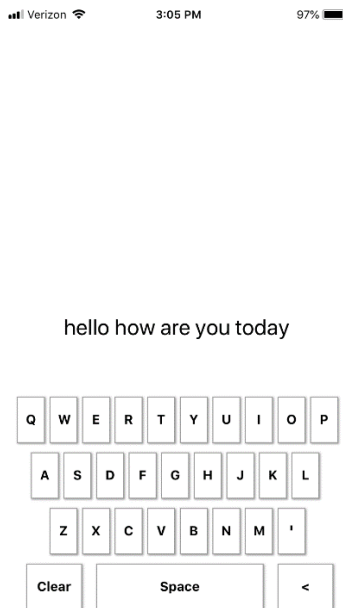 Verizon 3:05 PM 97%
hello how are you today
Q W E R T Y U I O P
A S D F G H J K L
Z X C V B N M '
Clear Space <